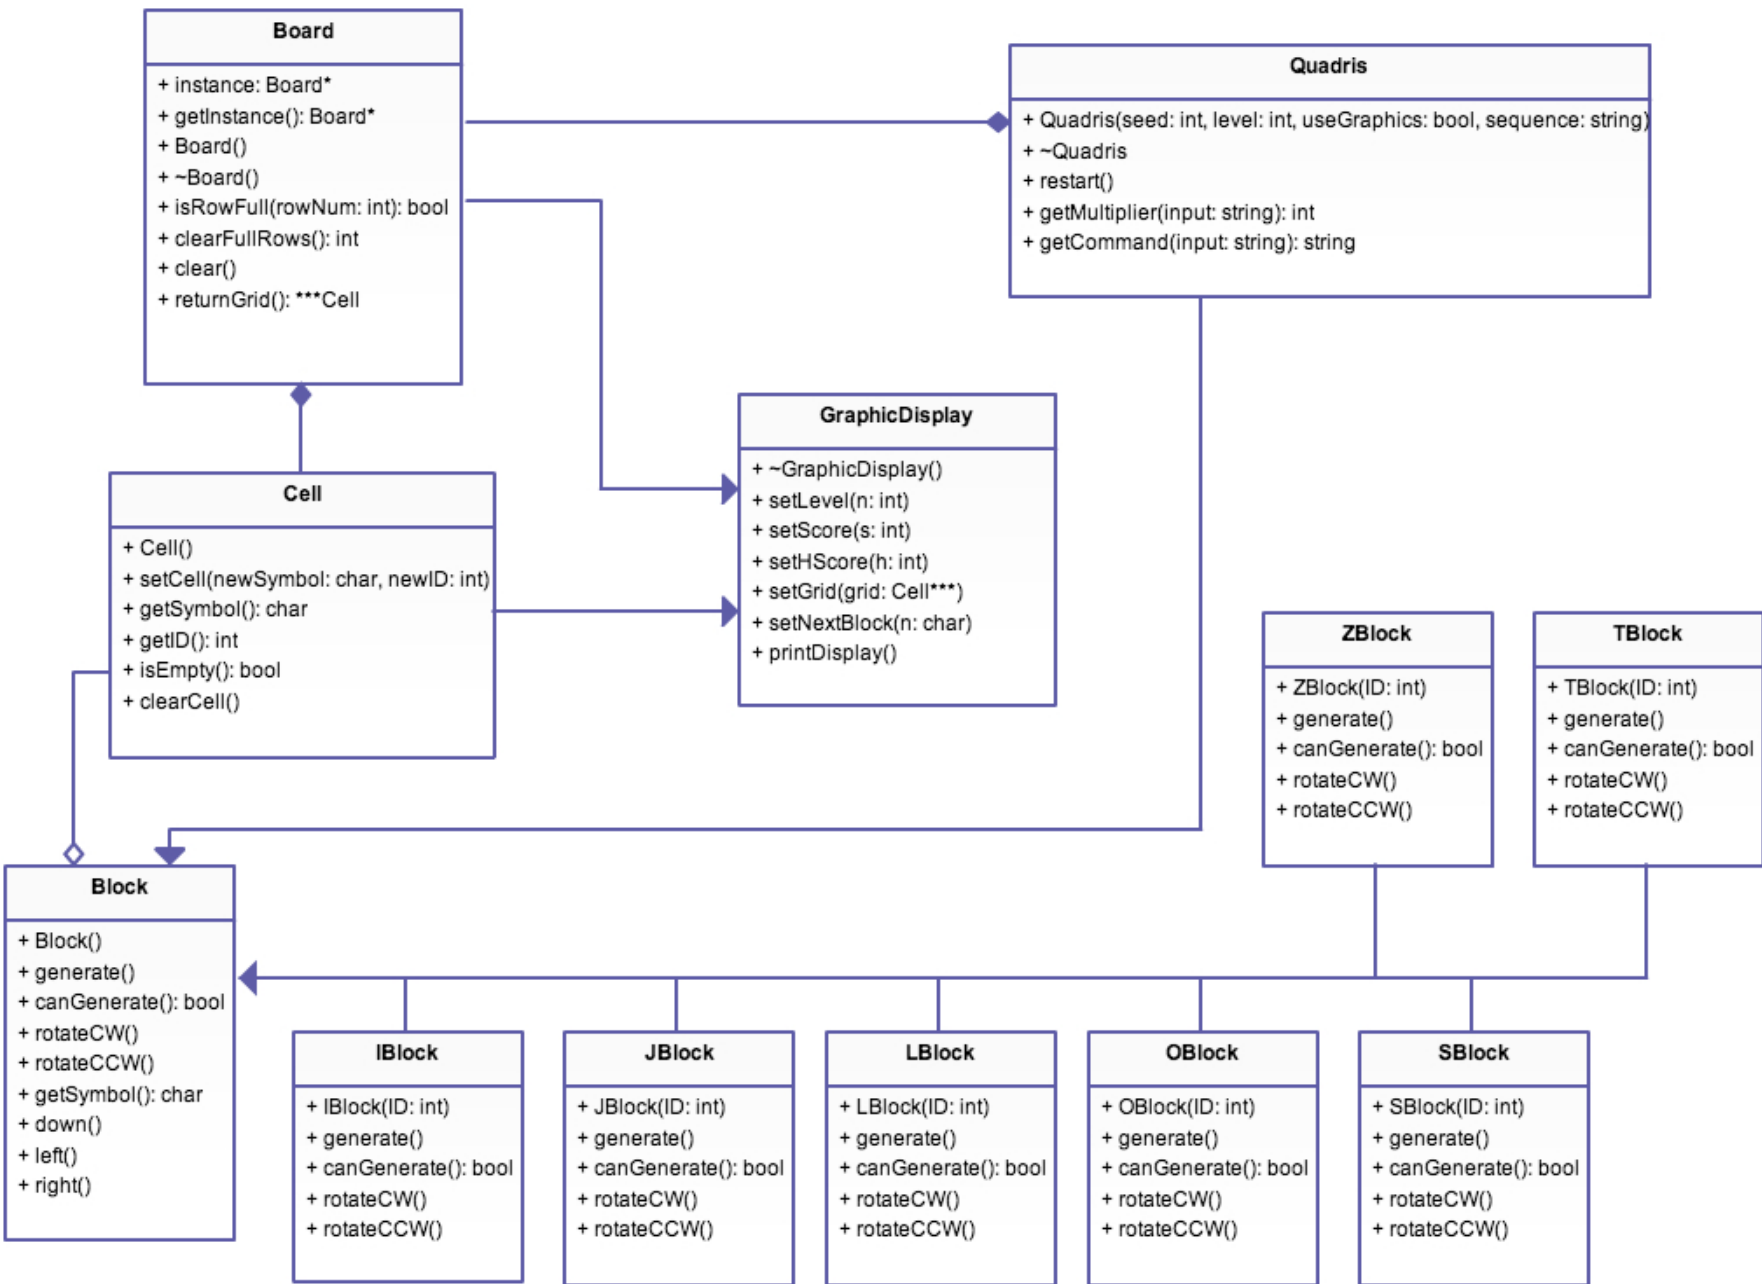 Board
+ instance: Board*
+ getInstance(): Board*
+ Board()
+ ~Board()
+ isRowFull(rowNum: int): bool
+ clearFullRows(): int
+ clear()
+ returnGrid(): ***Cell
Quadris
+ Quadris(seed: int, level: int, useGraphics: bool, sequence: string)
+ ~Quadris
+ restart()
+ getMultiplier(input: string): int
+ getCommand(input: string): string
GraphicDisplay
+ ~GraphicDisplay()
+ setLevel(n: int)
+ setScore(s: int)
+ setHScore(h: int)
+ setGrid(grid: Cell***)
+ setNextBlock(n: char)
+ printDisplay()
Cell
+ Cell()
+ setCell(newSymbol: char, newID: int)
+ getSymbol(): char
+ getID(): int
+ isEmpty(): bool
+ clearCell()
ZBlock
+ ZBlock(ID: int)
+ generate()
+ canGenerate(): bool
+ rotateCW()
+ rotateCCW()
TBlock
+ TBlock(ID: int)
+ generate()
+ canGenerate(): bool
+ rotateCW()
+ rotateCCW()
Block
+ Block()
+ generate()
+ canGenerate(): bool
+ rotateCW()
+ rotateCCW()
+ getSymbol(): char
+ down()
+ left()
+ right()
IBlock
+ IBlock(ID: int)
+ generate()
+ canGenerate(): bool
+ rotateCW()
+ rotateCCW()
JBlock
+ JBlock(ID: int)
+ generate()
+ canGenerate(): bool
+ rotateCW()
+ rotateCCW()
LBlock
+ LBlock(ID: int)
+ generate()
+ canGenerate(): bool
+ rotateCW()
+ rotateCCW()
OBlock
+ OBlock(ID: int)
+ generate()
+ canGenerate(): bool
+ rotateCW()
+ rotateCCW()
SBlock
+ SBlock(ID: int)
+ generate()
+ canGenerate(): bool
+ rotateCW()
+ rotateCCW()